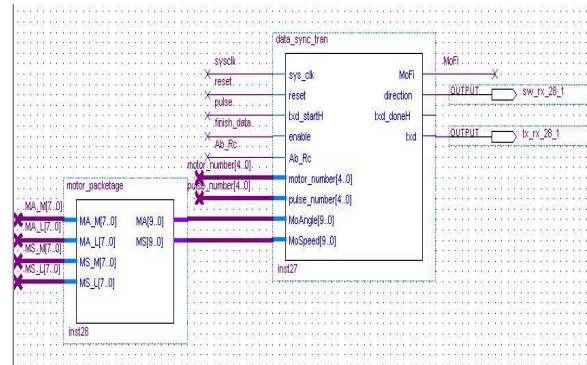 data_sync_tran
sysclk
MoFi
sys_clk
MoFi
reset
OUTPUT
sw_rx_28_1
reset
direction
pulse
txd_startH
txd_doneH
finish_data
OUTPUT
tx_rx_28_1
enable
txd
Ab_Rc
Ab_Rc
motor_number[4..0]
motor_number[4..0]
pulse_number[4..0]
pulse_number[4..0]
motor_packetage
MA_M[7..0]
MA_M[7..0]
MA[9..0]
MoAngle[9..0]
MA_L[7..0]
MA_L[7..0]
MS[9..0]
MoSpeed[9..0]
MS_M[7..0]
MS_M[7..0]
MS_L[7..0]
MS_L[7..0]
inst27
inst28